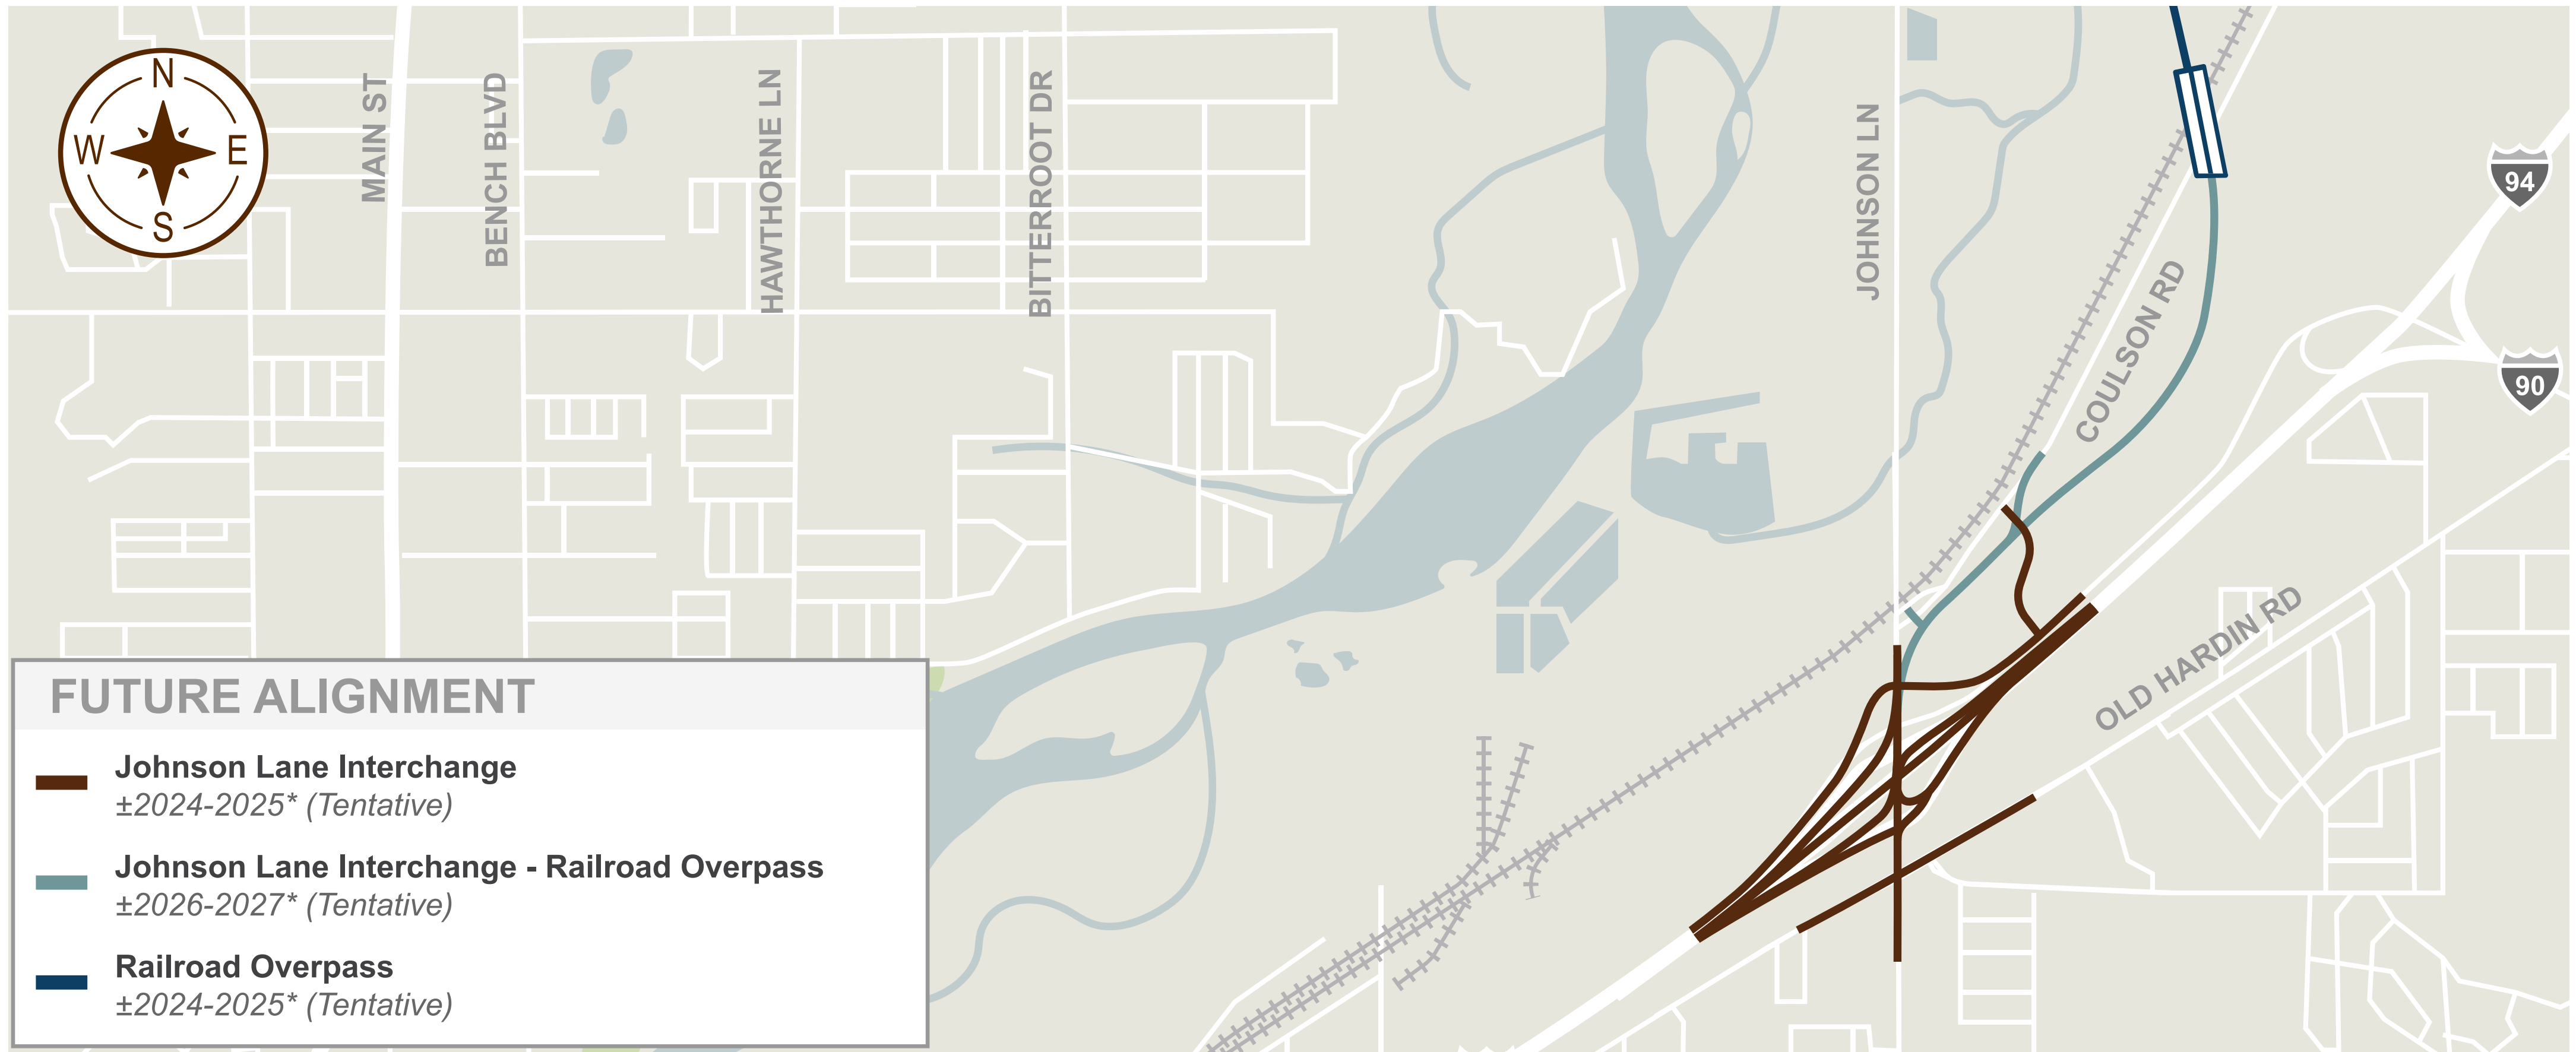 N
W
E
S
MAIN ST
BENCH BLVD
HAWTHORNE LN
BITTERROOT DR
JOHNSON LN
COULSON RD
94
90
OLD HARDIN RD
FUTURE ALIGNMENT
Johnson Lane Interchange
±2024-2025* (Tentative)
Johnson Lane Interchange - Railroad Overpass
±2026-2027* (Tentative)
Railroad Overpass
±2024-2025* (Tentative)